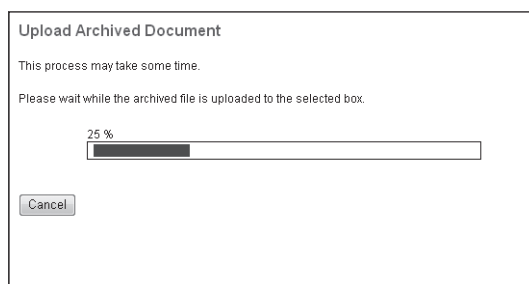 Upload Archived Document
This process may take some time.
Please wait while the archived file is uploaded to the selected box.
25 %
Cancel